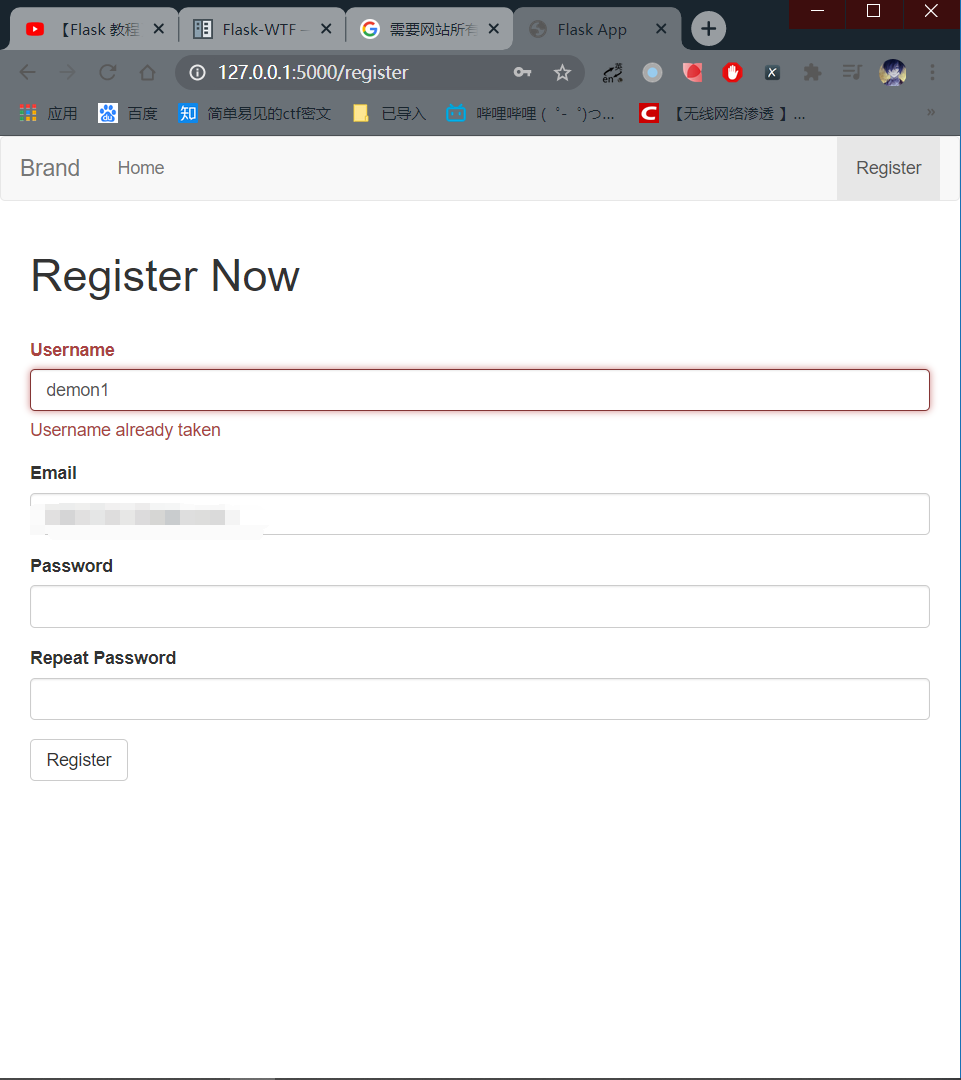 【Flask 教程
Flask-WTF –
需要网站所有
Flask App
127.0.0.1:5000/register
英
en
X
应用
du
百度
知
简单易见的ctf密文
已导入
哔哩哔哩 ( ゜- ゜)つ...
C
【无线网络渗透 】...
»
Brand
Home
Register
Register Now
Username
demon1
Username already taken
Email
Password
Repeat Password
Register